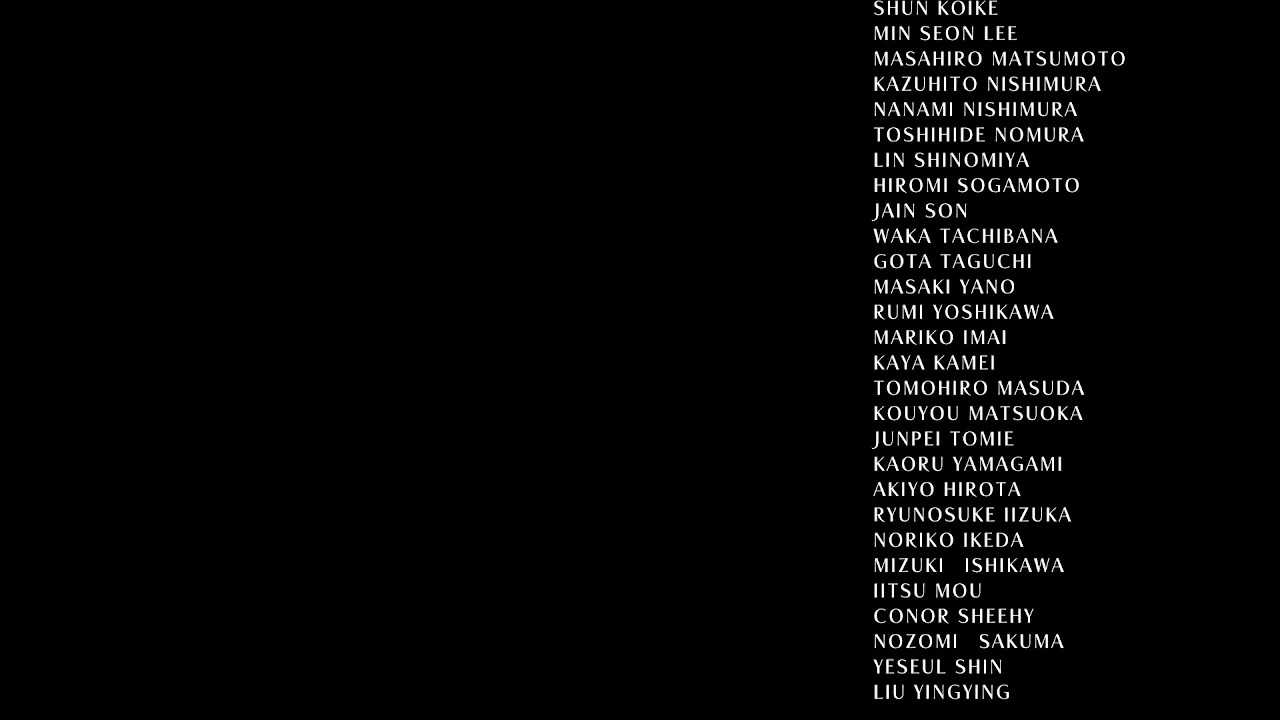 SHUN KOIKE
MIN SEON LEE
MASAHIRO MATSUMOTO
KAZUHITO NISHIMURA
NANAMI NISHIMURA
TOSHIHIDE NOMURA
LIN SHINOMIYA
HIROMI SOGAMOTO
JAIN SON
WAKA TACHIBANA
GOTA TAGUCHI
MASAKI YANO
RUMI YOSHIKAWA
MARIKO IMAI
KAYA KAMEI
TOMOHIRO MASUDA
KOUYOU MATSUOKA
JUNPEI TOMIE
KAORU YAMAGAMI
AKIYO HIROTA
RYUNOSUKE IIZUKA
NORIKO IKEDA
MIZUKI ISHIKAWA
IITSU MOU
CONOR SHEEHY
NOZOMI SAKUMA
YESEUL SHIN
LIU YINGYING